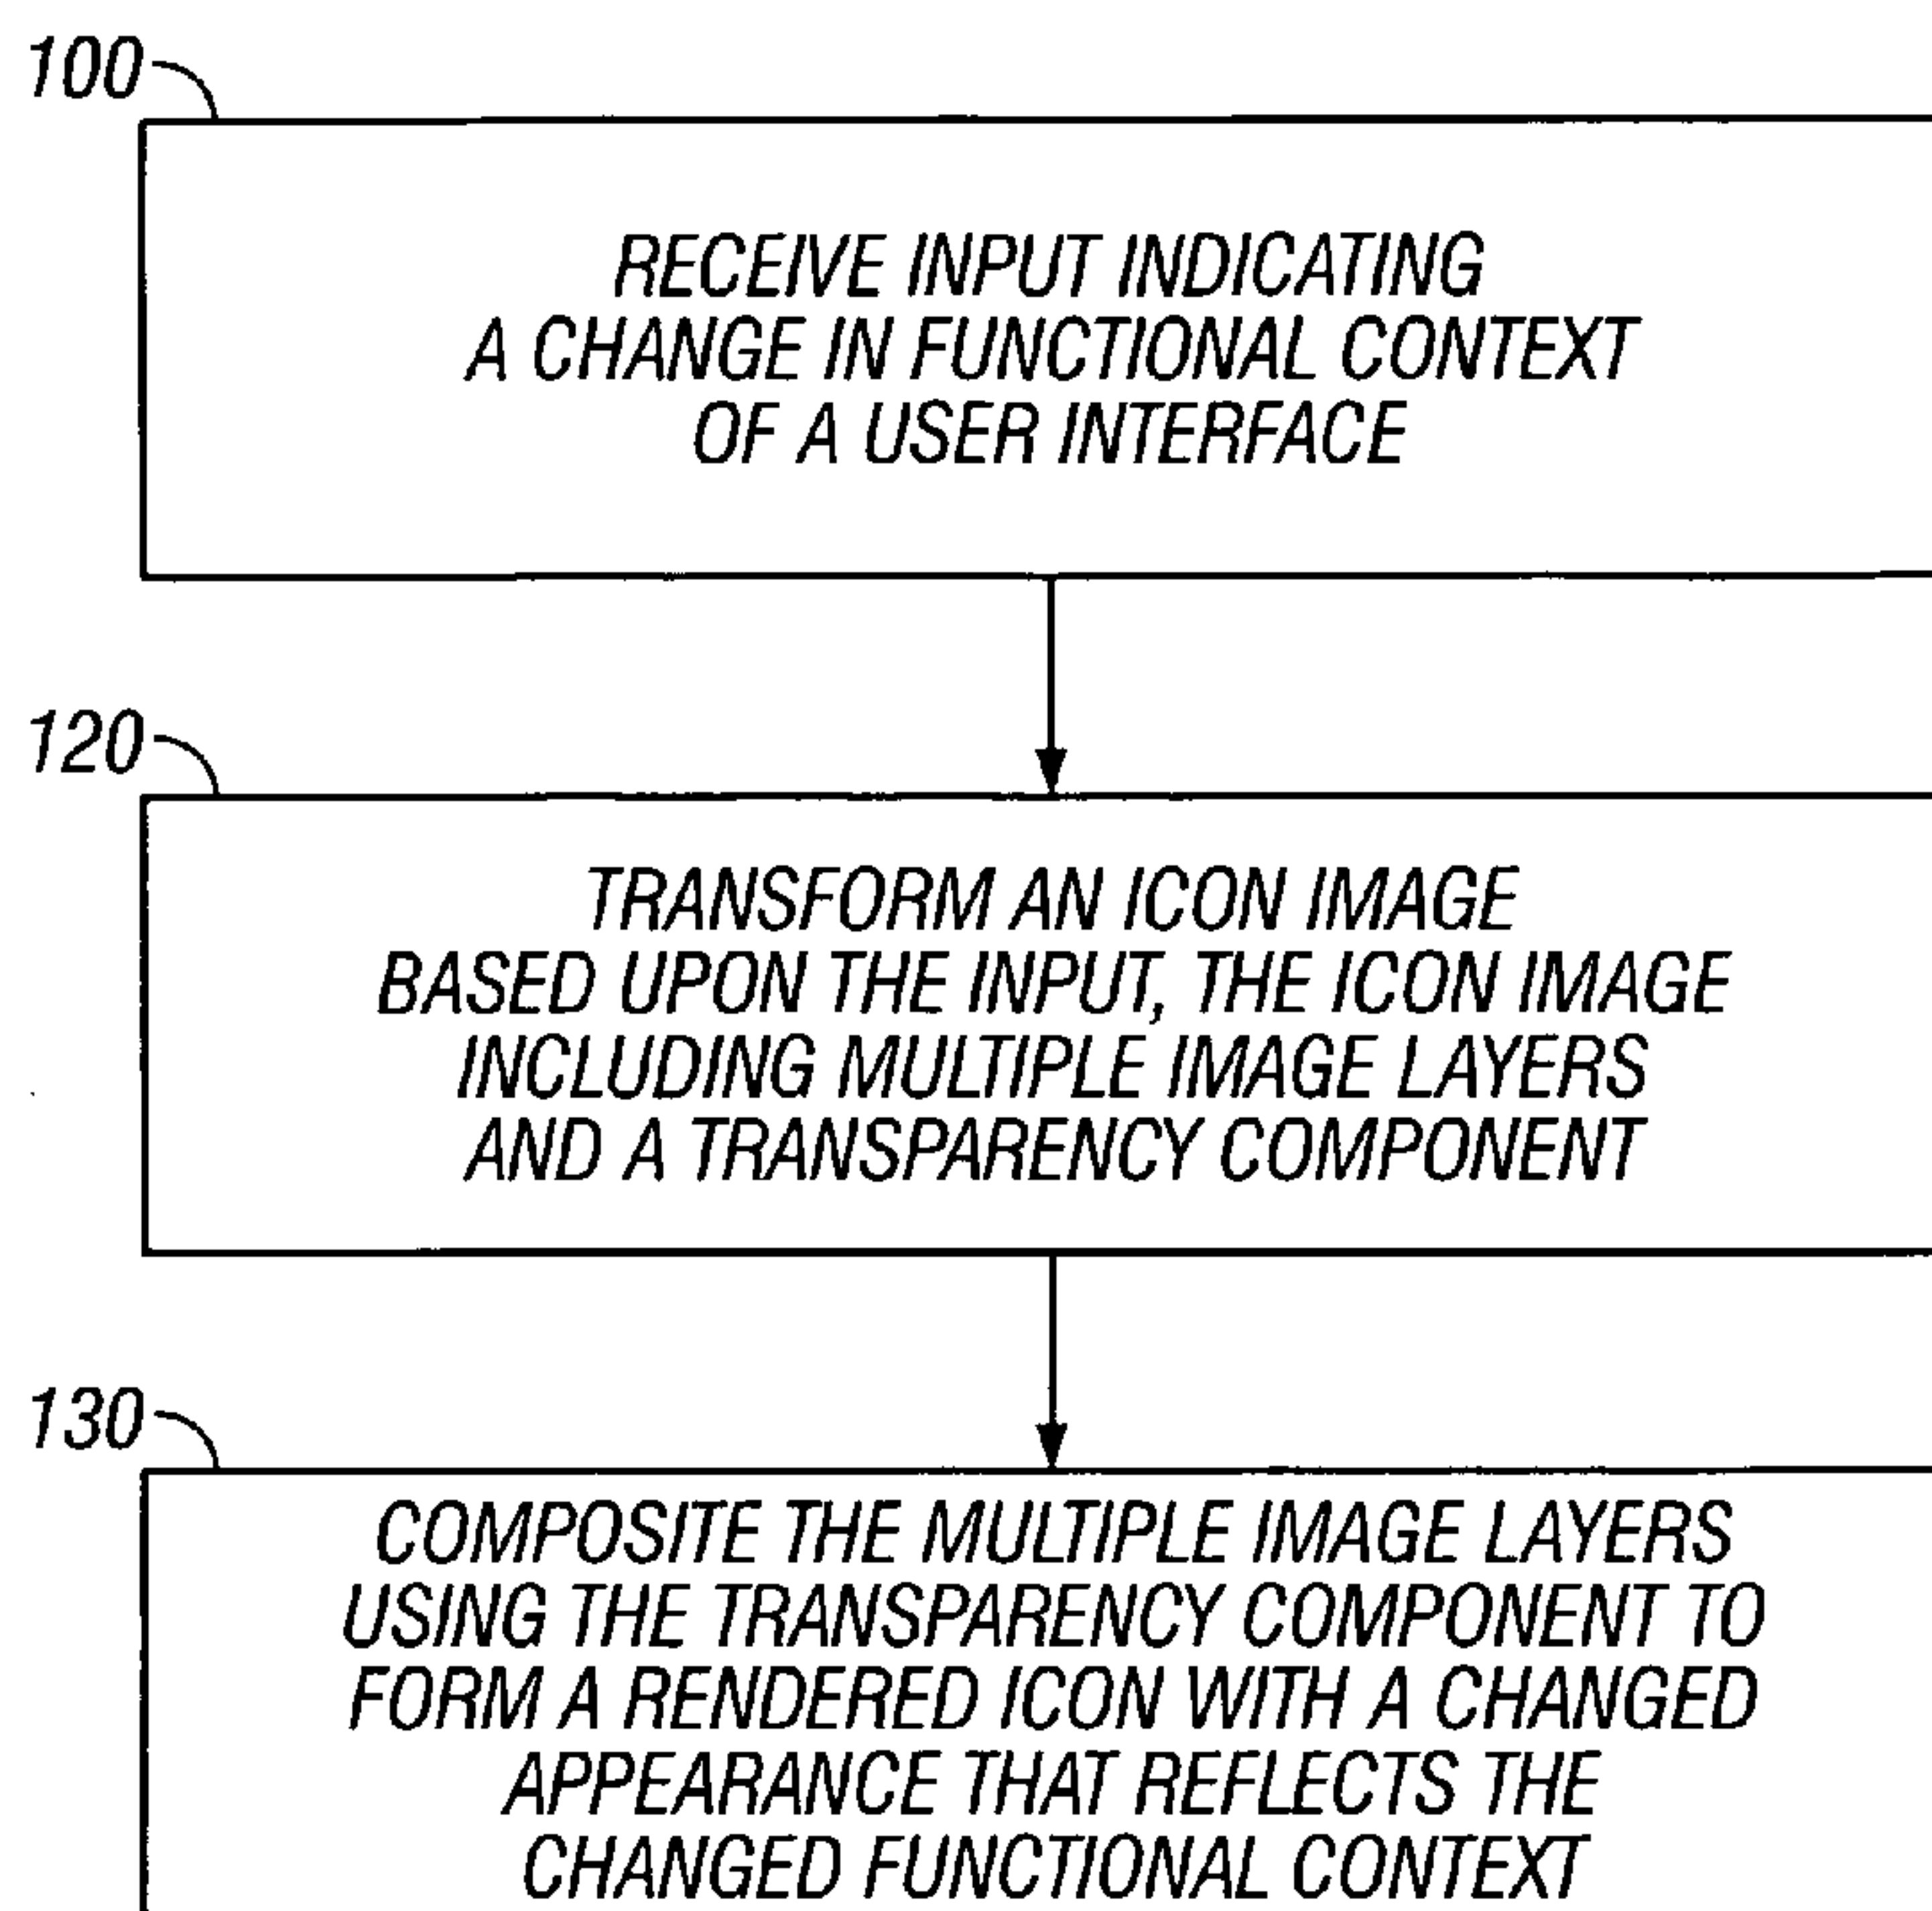 100
RECEIVE INPUT INDICATING
A CHANGE IN FUNCTIONAL CONTEXT
OF A USER INTERFACE
120
TRANSFORM AN ICON IMAGE
BASED UPON THE INPUT, THE ICON IMAGE
INCLUDING MULTIPLE IMAGE LAYERS
AND A TRANSPARENCY COMPONENT
130
COMPOSITE THE MULTIPLE IMAGE LAYERS
USING THE TRANSPARENCY COMPONENT TO
FORM A RENDERED ICON WITH A CHANGED
APPEARANCE THAT REFLECTS THE
CHANGED FUNCTIONAL CONTEXT